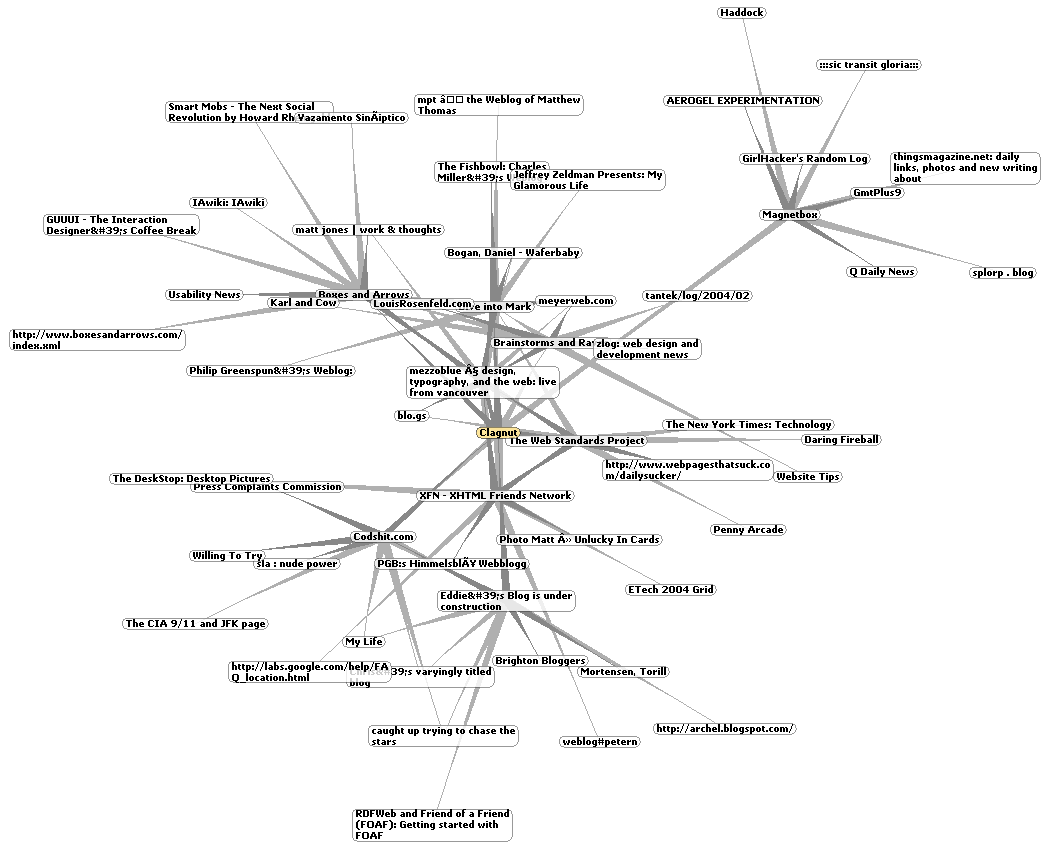 Haddock
:::sic transit gloria:::
AEROGEL EXPERIMENTATION
mpt â the Weblog of Matthew
Thomas
Smart Mobs - The Next Social
Revolution by Howard
Vazamento SinÃiptico
The Fishbowl: Charles
Miller&#39;s
Jeffrey Zeldman Presents: My
Glamorous Life
GirlHacker's Random Log
thingsmagazine.net: daily
links, photos and new writing
about
GmtPlus9
IAwiki: IAwiki
Magnetbox
GUUUI - The Interaction
Designer&#39;s Coffee Break
matt jones | work & thoughts
Bogan, Daniel - Waferbaby
Q Daily News
splorp . blog
Usability News
Boxes and Arrows
Karl and Cow
LouisRosenfeld.com
into Mark
meyerweb.com
tantek/log/2004/02
http://www.boxesandarrows.com/
index.xml
Brainstorms and
zlog: web design and
development news
Philip Greenspun&#39;s Weblog:
mezzoblue Â§ design,
typography, and the web: live
from vancouver
blo.gs
Clagnut
The Web Standards Project
The New York Times: Technology
Daring Fireball
http://www.webpagesthatsuck.co
m/dailysucker/
Website Tips
The DeskStop: Desktop Pictures
Press Complaints Commission
XFN - XHTML Friends Network
Penny Arcade
Codshit.com
Photo Matt Â» Unlucky In Cards
Willing To Try
sla : nude power
PGB:s HimmelsblÃŸ Webblogg
ETech 2004 Grid
Eddie&#39;s Blog is under
construction
The CIA 9/11 and JFK page
My Life
http://labs.google.com/help/FA
Q_location.html
Chris&#39;s varyingly titled
blog
Brighton Bloggers
Mortensen, Torill
caught up trying to chase the
stars
weblog#petern
http://archel.blogspot.com/
RDFWeb and Friend of a Friend
(FOAF): Getting started with
FOAF